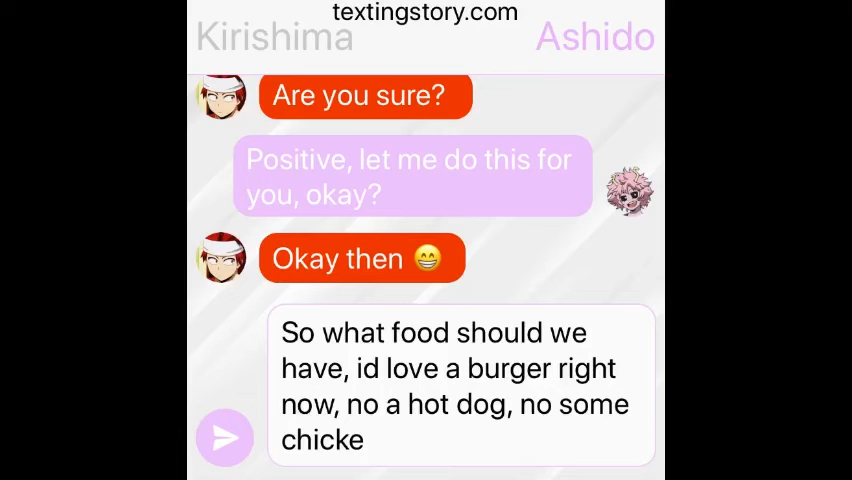 textingstory.com
Kirishima
Ashido
Are you sure?
Positive, let me do this for
you, okay?
Okay then 😁
So what food should we
have, id love a burger right
now, no a hot dog, no some
chicke